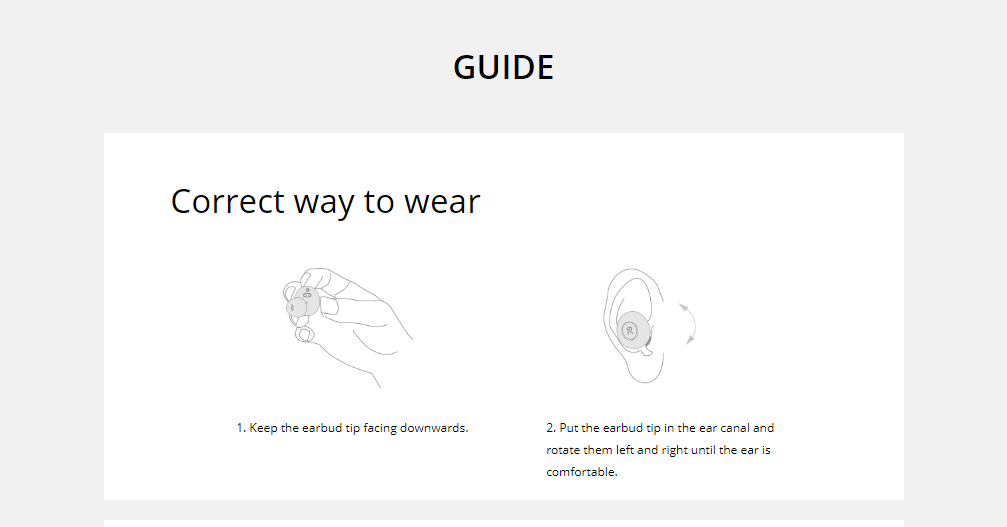 GUIDE
Correct way to wear
1. Keep the earbud tip facing downwards.
2. Put the earbud tip in the ear canal and
rotate them left and right until the ear is
comfortable.